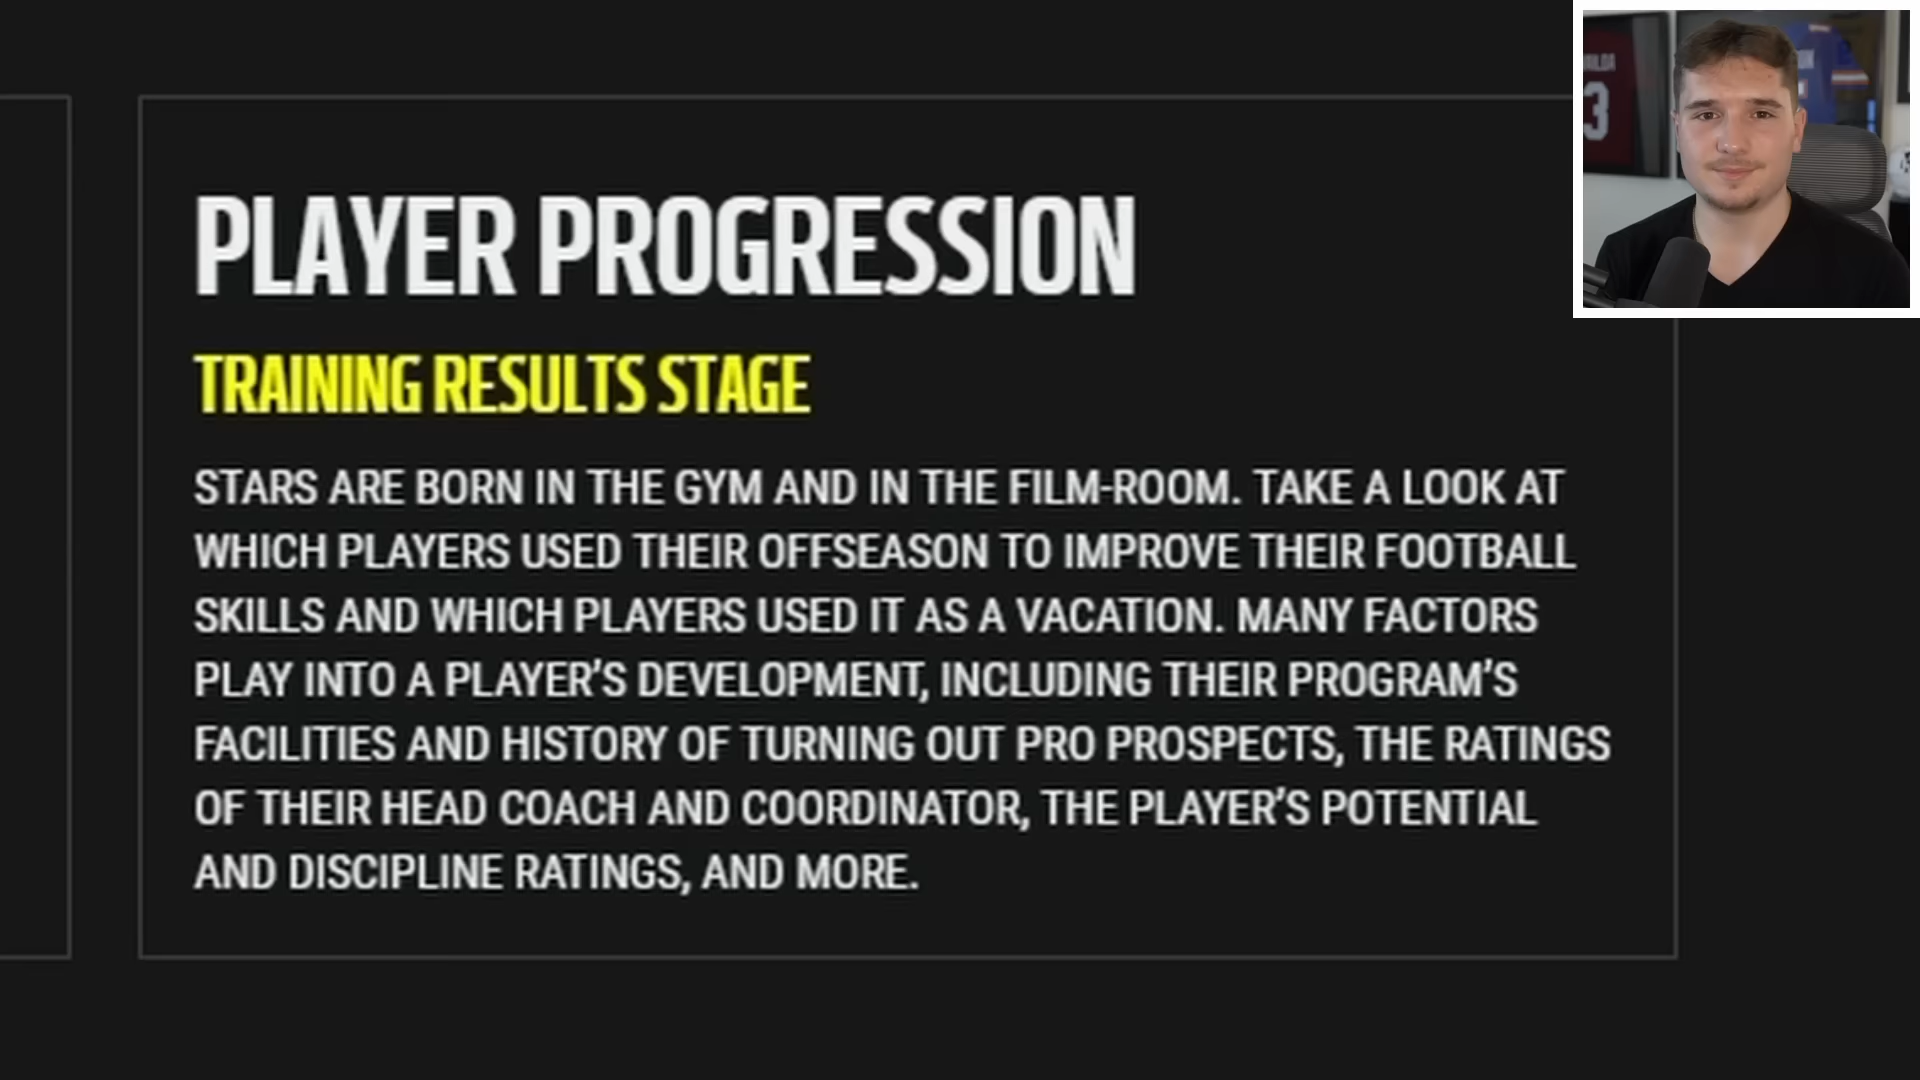 PLAYER PROGRESSION
TRAINING RESULTS STAGE
STARS ARE BORN IN THE GYM AND IN THE FILM-ROOM. TAKE A LOOK AT
WHICH PLAYERS USED THEIR OFFSEASON TO IMPROVE THEIR FOOTBALL
SKILLS AND WHICH PLAYERS USED IT AS A VACATION. MANY FACTORS
PLAY INTO A PLAYER’S DEVELOPMENT, INCLUDING THEIR PROGRAM’S
FACILITIES AND HISTORY OF TURNING OUT PRO PROSPECTS, THE RATINGS
OF THEIR HEAD COACH AND COORDINATOR, THE PLAYER’S POTENTIAL
AND DISCIPLINE RATINGS, AND MORE.
3